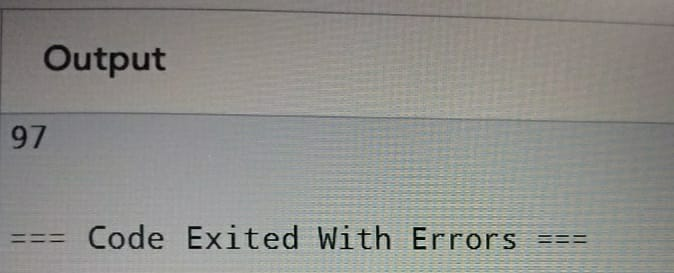 Output
97
=== Code Exited With Errors ===